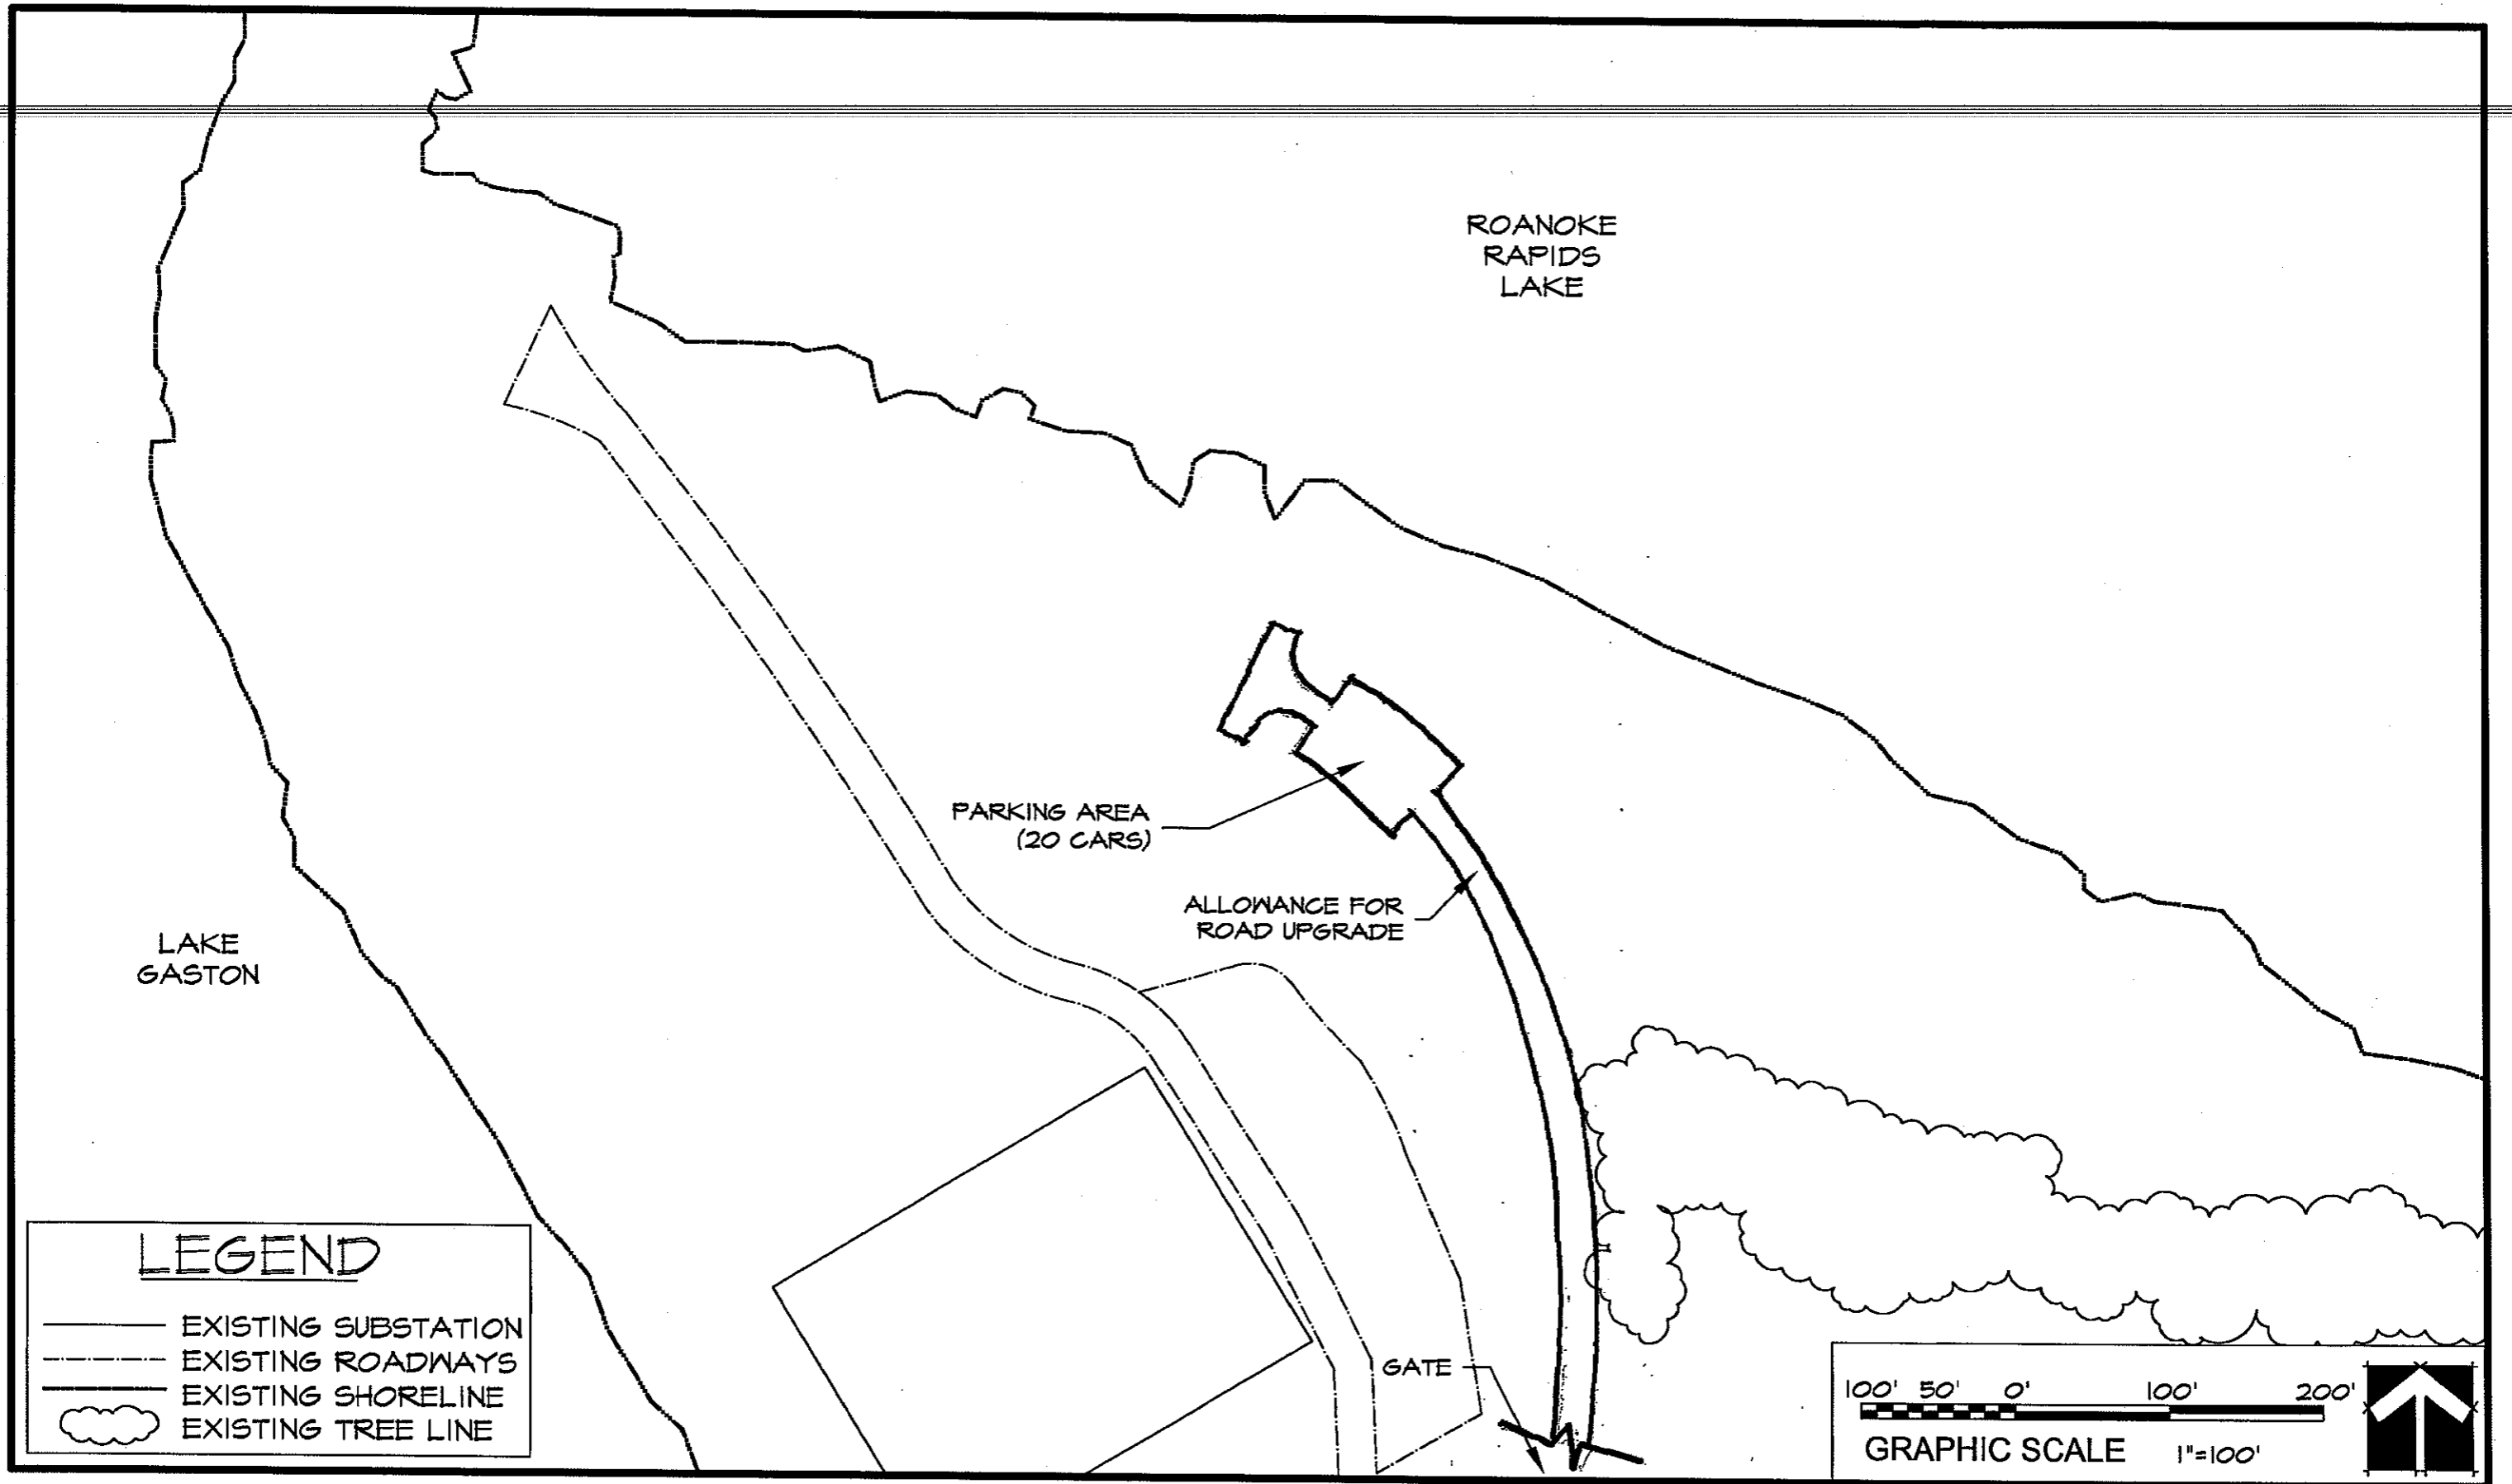 ROANOKE
RAPIDS
LAKE
PARKING AREA
(20 CARS)
ALLOWANCE FOR
ROAD UPGRADE
LAKE
GASTON
GATE
LEGEND
EXISTING SUBSTATION
EXISTING ROADWAYS
EXISTING SHORELINE
EXISTING TREE LINE
100' 50' 0' 100' 200'
GRAPHIC SCALE 1"=100'